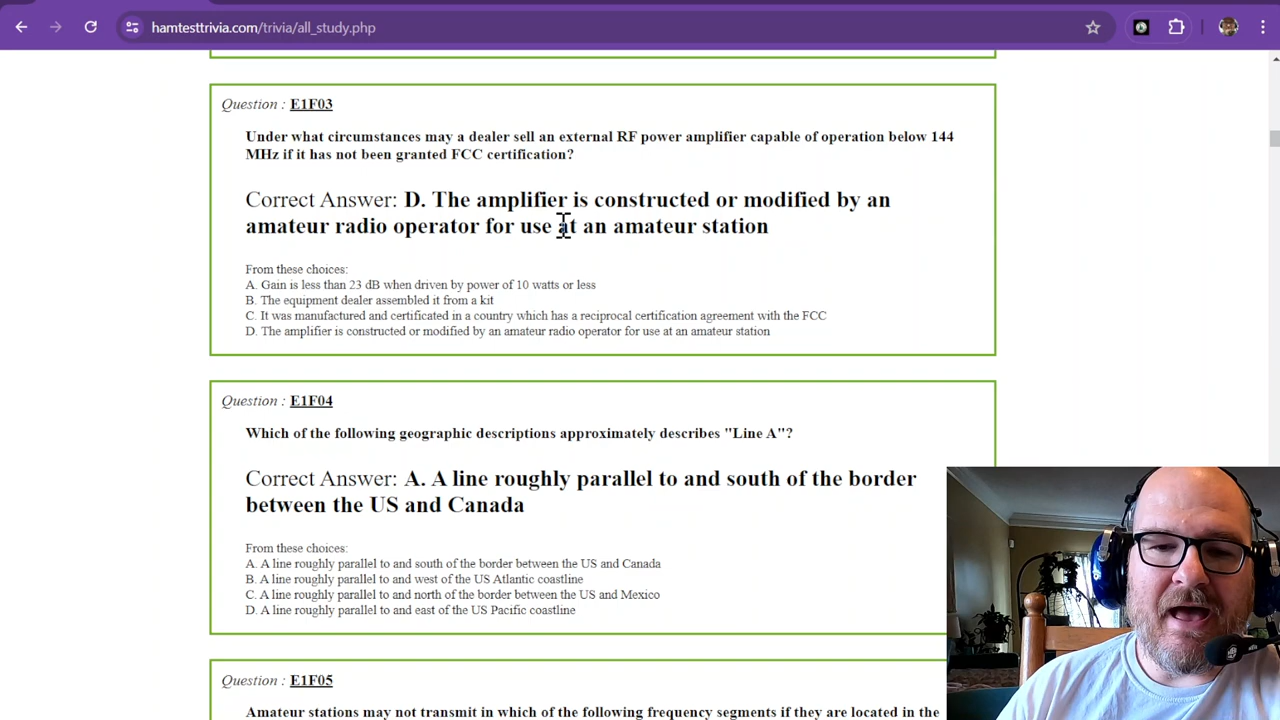 hamtesttrivia.com/trivia/all_study.php
Question : E1F03
Under what circumstances may a dealer sell an external RF power amplifier capable of operation below 144
MHz if it has not been granted FCC certification?
Correct Answer: D. The amplifier is constructed or modified by an
amateur radio operator for use at an amateur station
From these choices:
A. Gain is less than 23 dB when driven by power of 10 watts or less
B. The equipment dealer assembled it from a kit
C. It was manufactured and certificated in a country which has a reciprocal certification agreement with the FCC
D. The amplifier is constructed or modified by an amateur radio operator for use at an amateur station
Question : E1F04
Which of the following geographic descriptions approximately describes "Line A"?
Correct Answer: A. A line roughly parallel to and south of the border
between the US and Canada
From these choices:
A. A line roughly parallel to and south of the border between the US and Canada
B. A line roughly parallel to and west of the US Atlantic coastline
C. A line roughly parallel to and north of the border between the US and Mexico
D. A line roughly parallel to and east of the US Pacific coastline
Question : E1F05
Amateur stations may not transmit in which of the following frequency segments if they are located in the